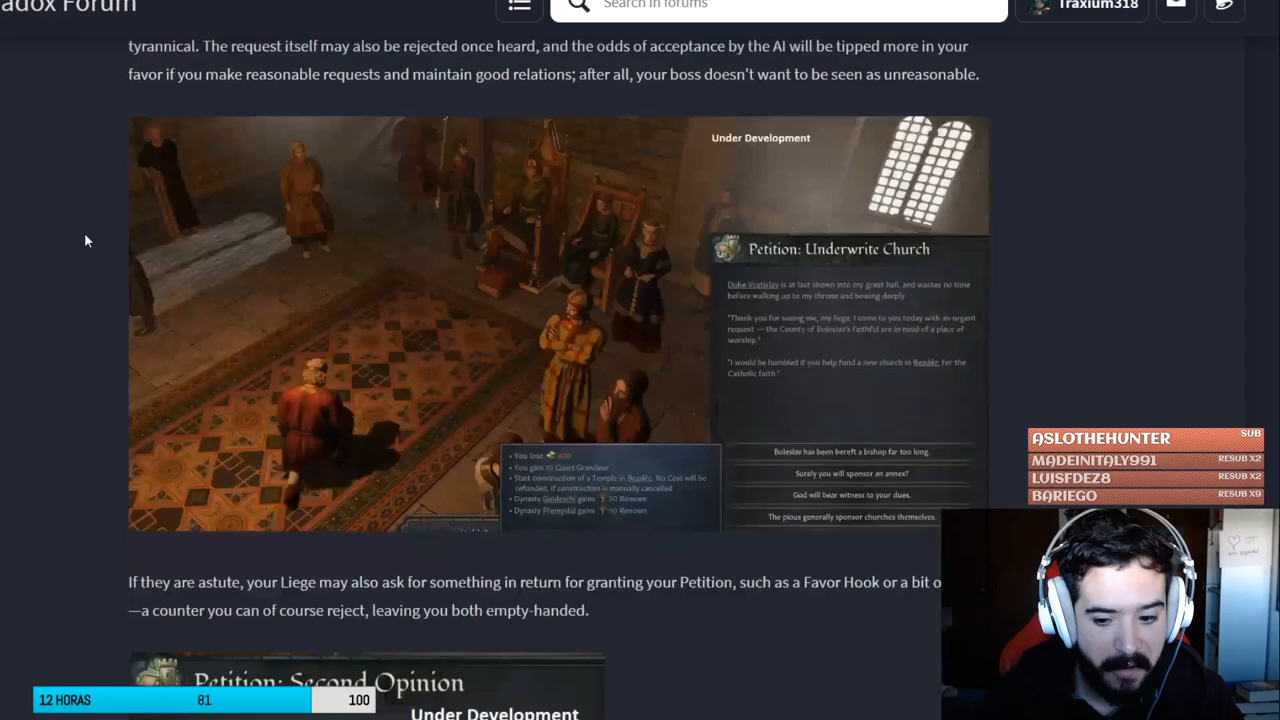 adox Forum
Search in forums
Traxium318
tyrannical. The request itself may also be rejected once heard, and the odds of acceptance by the AI will be tipped more in your
favor if you make reasonable requests and maintain good relations; after all, your boss doesn't want to be seen as unreasonable.
Under Development
Petition: Underwrite Church
Duke Vratislav is at last shown into my great hall, and wastes no time
before walking up to my throne and bowing deeply.
"Thank you for seeing me, my liege. I come to you today with an urgent
request — the County of Boleslav's faithful are in need of a place of
worship."
"I would be humbled if you help fund a new church in Bezděz for the
Catholic faith"
Boleslav has been bereft a bishop far too long.
Surely you will sponsor an annex?
God will bear witness to your dues.
The pious generally sponsor churches themselves.
• You lose
• You gain 10 Court Grandeur
• Start construction of a Temple in Bezděz. No Cost will be
refunded, if construction is manually cancelled
• Dynasty Guideschi gains 50 Renown
• Dynasty Přemyslid gains 50 Renown
ASLOTHEHUNTER SUB
MADEINITALY991 RESUB X2
LUISFDEZ8 RESUB X2
BARIEGO RESUB X9
If they are astute, your Liege may also ask for something in return for granting your Petition, such as a Favor Hook or a bit o
—a counter you can of course reject, leaving you both empty-handed.
Petition: Second Opinion
Under Development
12 HORAS 81 100